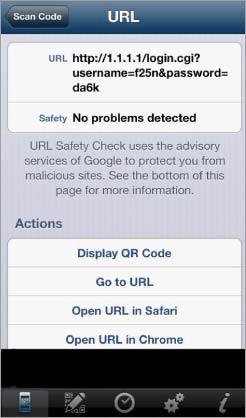 Scan Code
URL
URL http://1.1.1.1/login.cgi?
username=f25n&password=
da6k
Safety No problems detected
URL Safety Check uses the advisory
services of Google to protect you from
malicious sites. See the bottom of this
page for more information.
Actions
Display QR Code
Go to URL
Open URL in Safari
Open URL in Chrome